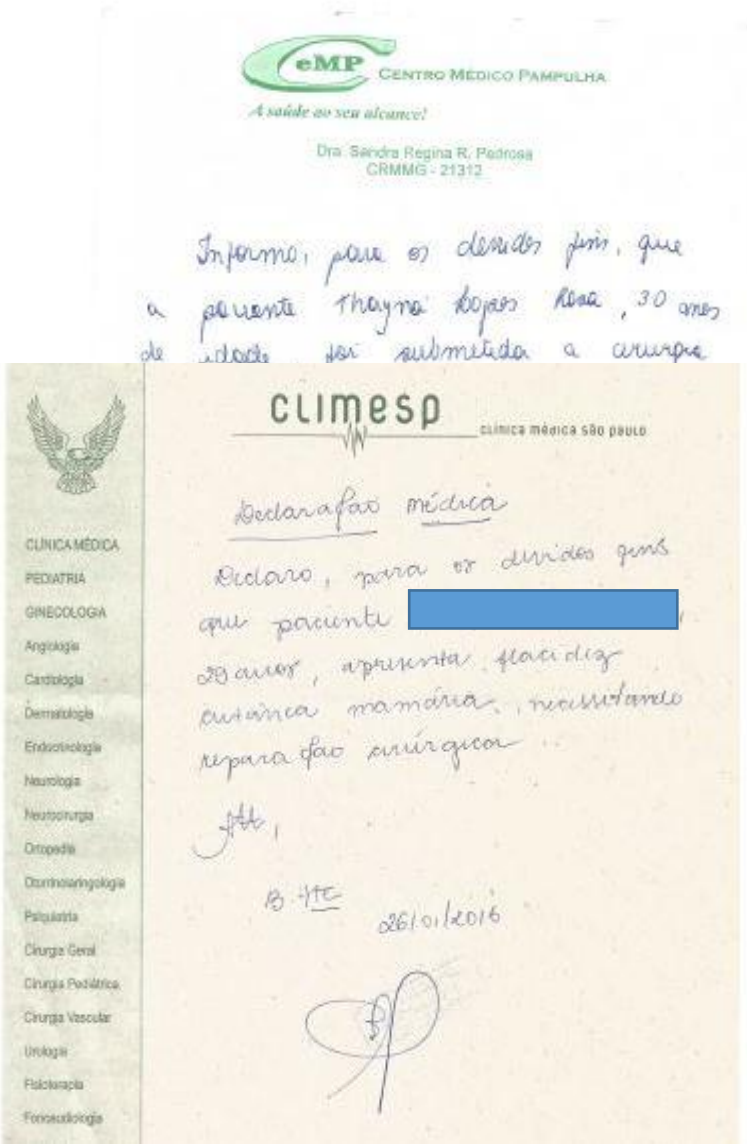 eMP CENTRO MÉDICO PAMPULHA
A saúde ao seu alcance!
Dra. Sandra Regina R. Pedrosa
CRMMG - 21312
Informo, para os devidos fins, que
a paciente Thayná Lopes Rosa, 30 anos
de idade foi submetida a cirurgia
CLIMESP
CLÍNICA MÉDICA SÃO PAULO
CLÍNICA MÉDICA
PEDIATRIA
GINECOLOGIA
Angiologia
Cardiologia
Dermatologia
Endocrinologia
Neurologia
Neurocirurgia
Ortopedia
Otorrinolaringologia
Psiquiatria
Cirurgia Geral
Cirurgia Pediátrica
Cirurgia Vascular
Urologia
Fisioterapia
Fonoaudiologia
Declaração médica
Declaro, para os devidos fins
que paciente ,
29 anos, apresenta flacidez
cutânea mamária, necessitando
reparação cirúrgica
Att,
26/01/2016